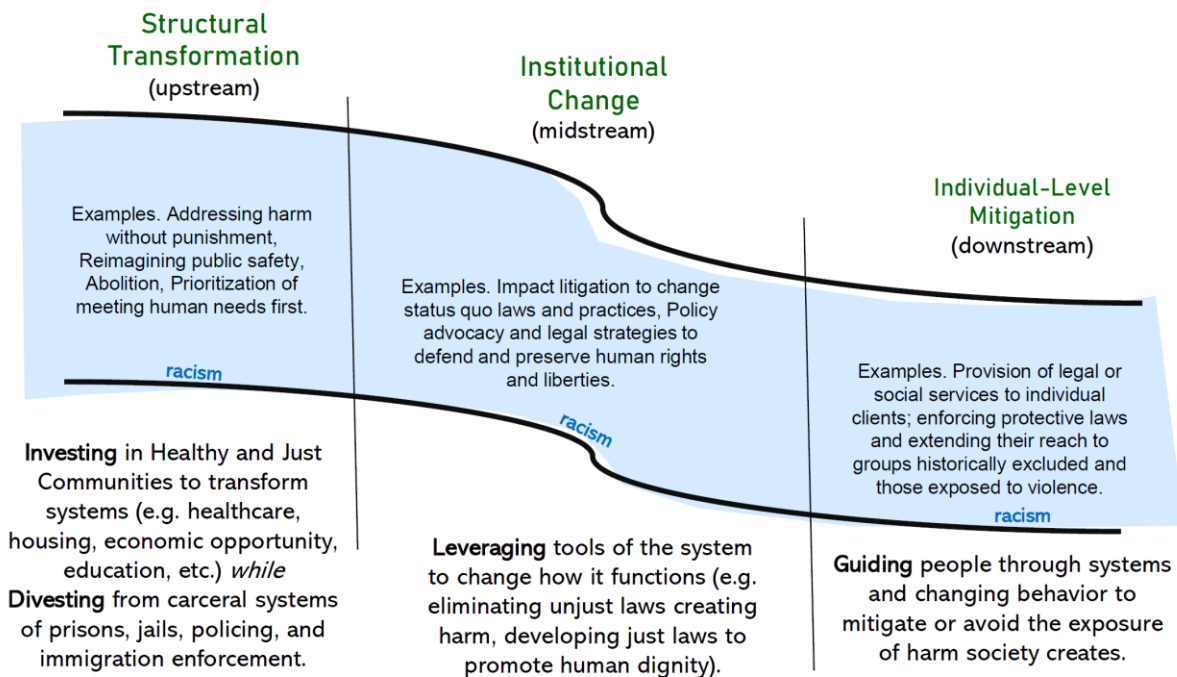 Structural
Transformation
(upstream)
Examples. Addressing harm
without punishment,
Reimagining public safety,
Abolition, Prioritization of
meeting human needs first.
racism
Investing in Healthy and Just
Communities to transform
systems (e.g. healthcare,
housing, economic opportunity,
education, etc.) while
Divesting from carceral systems
of prisons, jails, policing, and
immigration enforcement.
Institutional
Change
(midstream)
Examples. Impact litigation to change
status quo laws and practices, Policy
advocacy and legal strategies to
defend and preserve human rights
and liberties.
racism
Leveraging tools of the system
to change how it functions (e.g.
eliminating unjust laws creating
harm, developing just laws to
promote human dignity).
Individual-Level
Mitigation
(downstream)
Examples. Provision of legal or
social services to individual
clients; enforcing protective laws
and extending their reach to
groups historically excluded and
those exposed to violence.
racism
Guiding people through systems
and changing behavior to
mitigate or avoid the exposure
of harm society creates.